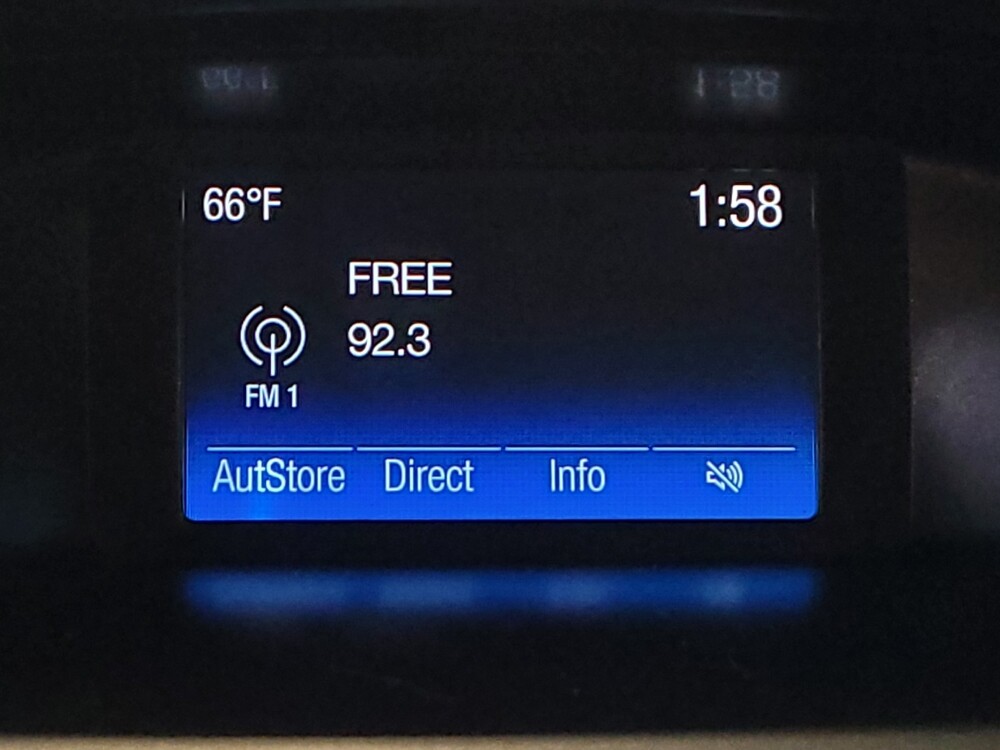 66°F 1:58
FREE
92.3
FM 1
AutStore Direct Info